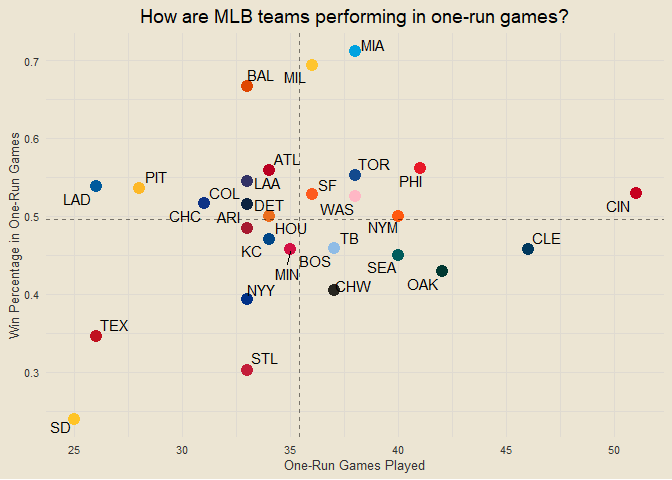 How are MLB teams performing in one-run games?
Win Percentage in One-Run Games
0.7
0.6
0.5
0.4
0.3
MIA
MIL
BAL
ATL
TOR
PHI
PIT
LAD
COL
LAA
SF
CHC
DET
WAS
CIN
ARI
HOU
NYM
KC
TB
CLE
MIN
BOS
SEA
OAK
NYY
CHW
TEX
STL
SD
25
30
35
40
45
50
One-Run Games Played